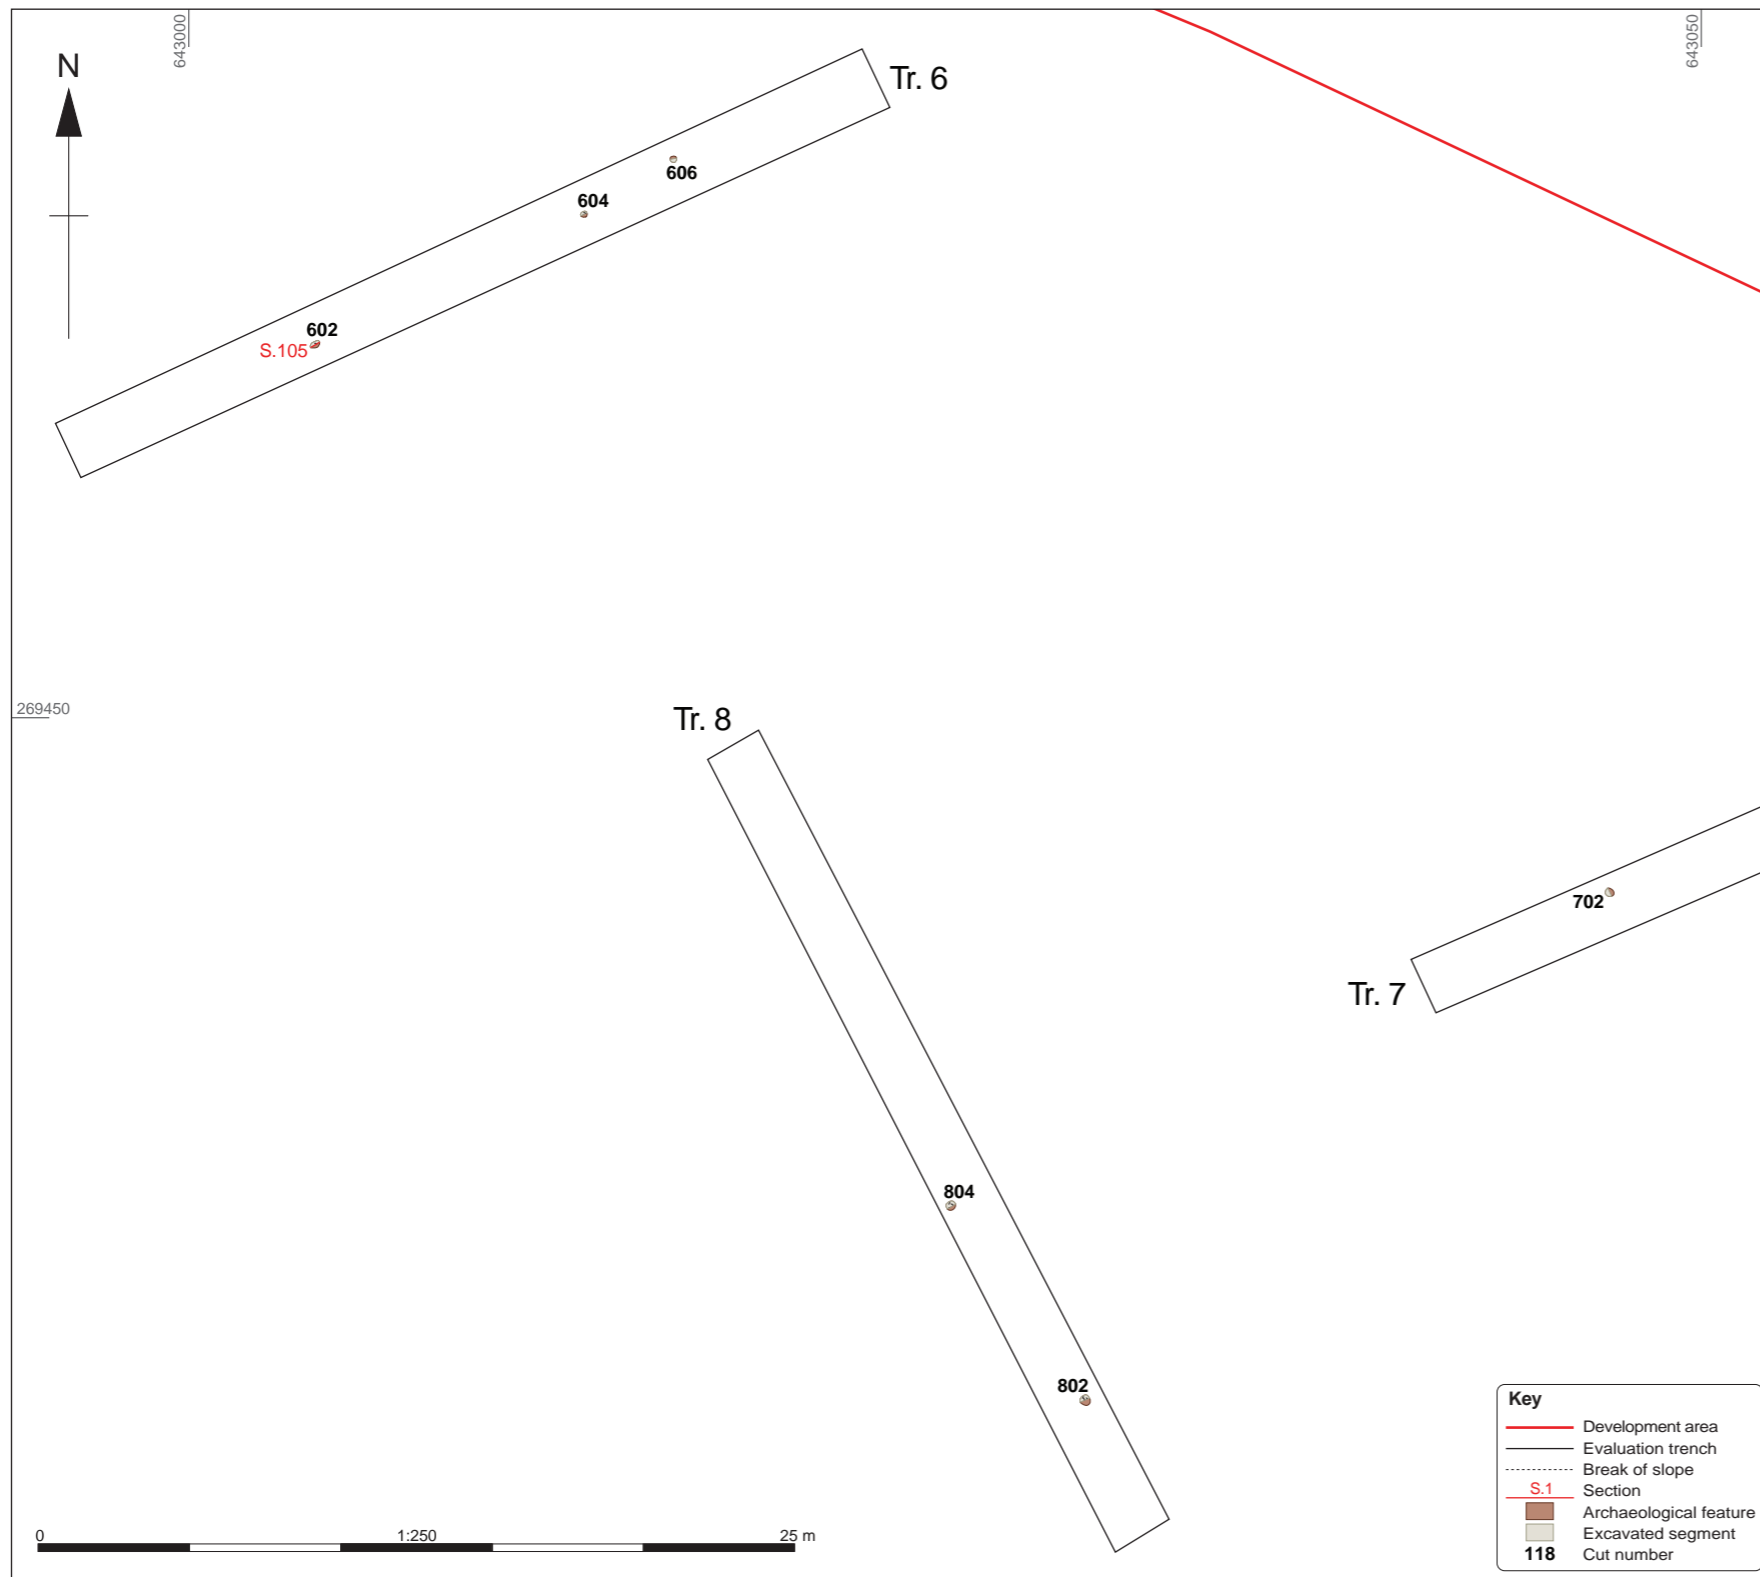 643000
643050
N
Tr. 6
606
604
602
S.105
269450
Tr. 8
702
Tr. 7
804
802
Key
Development area
Evaluation trench
Break of slope
S.1 Section
Archaeological feature
Excavated segment
118 Cut number
0 1:250 25 m